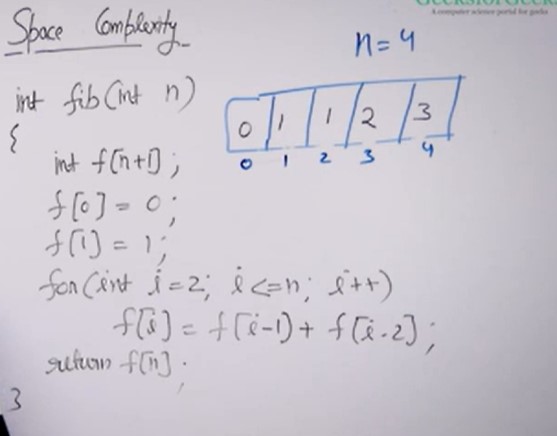 GeeksforGeeks
A computer science portal for geeks
Space Complexity
n=4
int fib(int n)
{
0 1 1 2 3
0 1 2 3 4
int f[n+1];
f[0] = 0;
f[1] = 1;
for(int i=2; i<=n; i++)
f[i] = f[i-1] + f[i-2];
return f[n];
}